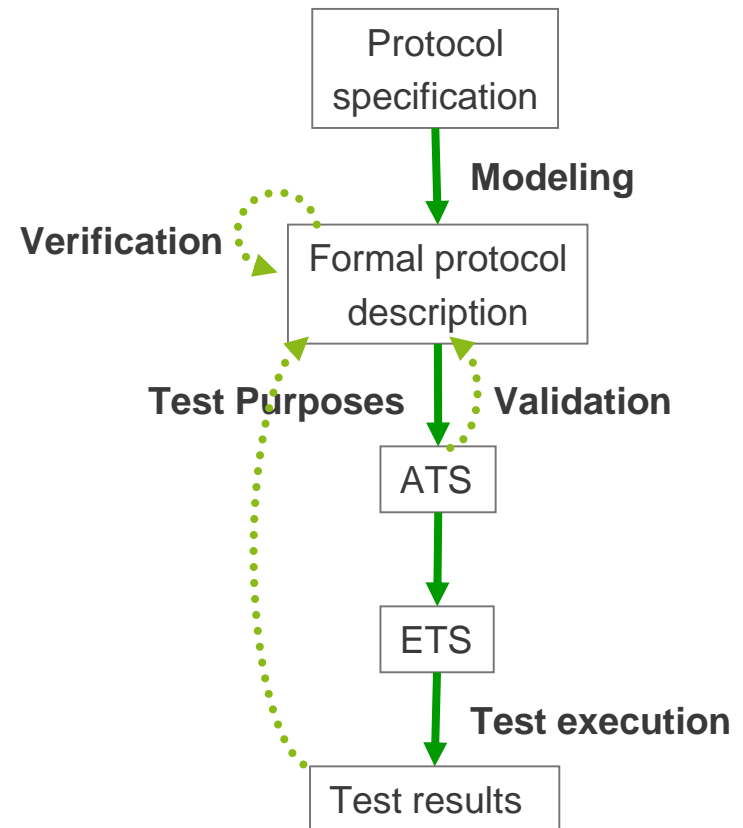 Protocol
specification
Modeling
Verification
Formal protocol
description
Test Purposes
Validation
ATS
ETS
Test execution
Test results